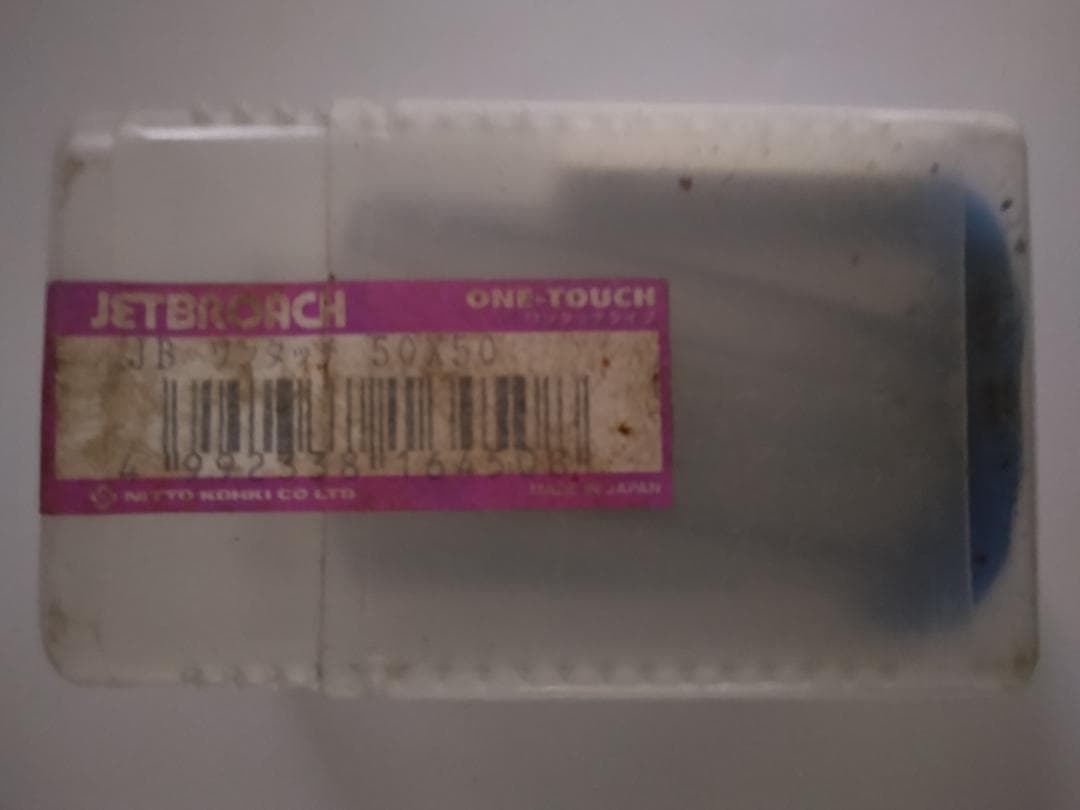 JETBROACH
ONE-TOUCH
ワンタッチタイプ
JB ワンタッチ 50X50
4 992338 164508
NITTO KOHKI CO LTD
MADE IN JAPAN